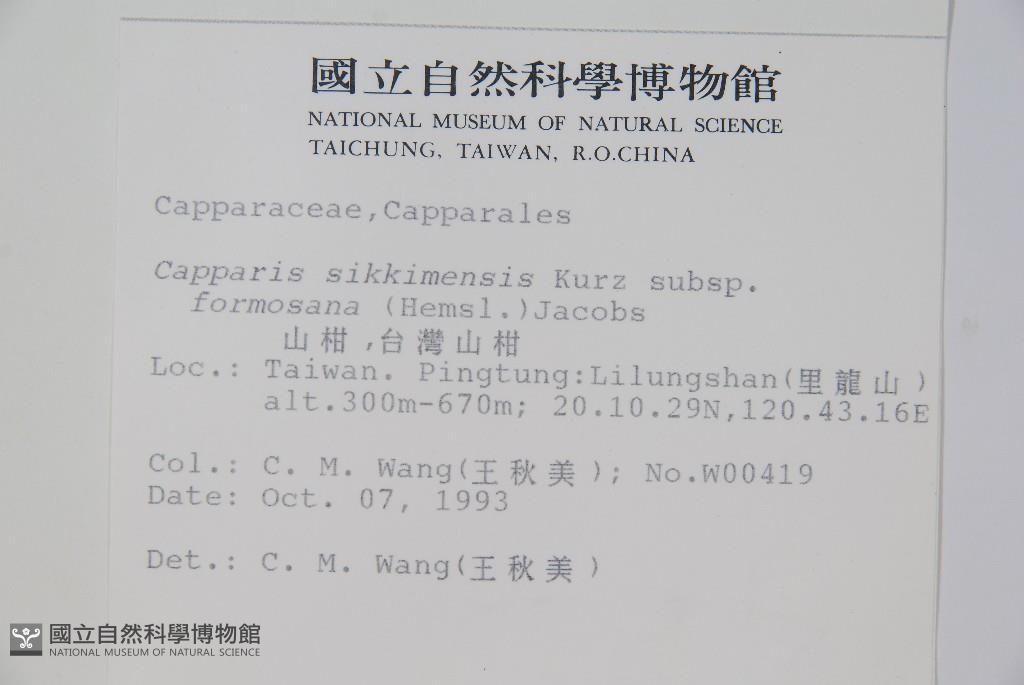 國立自然科學博物館
NATIONAL MUSEUM OF NATURAL SCIENCE
TAICHUNG, TAIWAN, R.O.CHINA
Capparaceae,Capparales
Capparis sikkimensis Kurz subsp.
formosana (Hemsl.)Jacobs
山柑,台灣山柑
Loc.: Taiwan. Pingtung:Lilungshan(里龍山)
alt.300m-670m; 20.10.29N,120.43.16E
Col.: C. M. Wang(王秋美); No.W00419
Date: Oct. 07, 1993
Det.: C. M. Wang(王秋美)
國立自然科學博物館
NATIONAL MUSEUM OF NATURAL SCIENCE